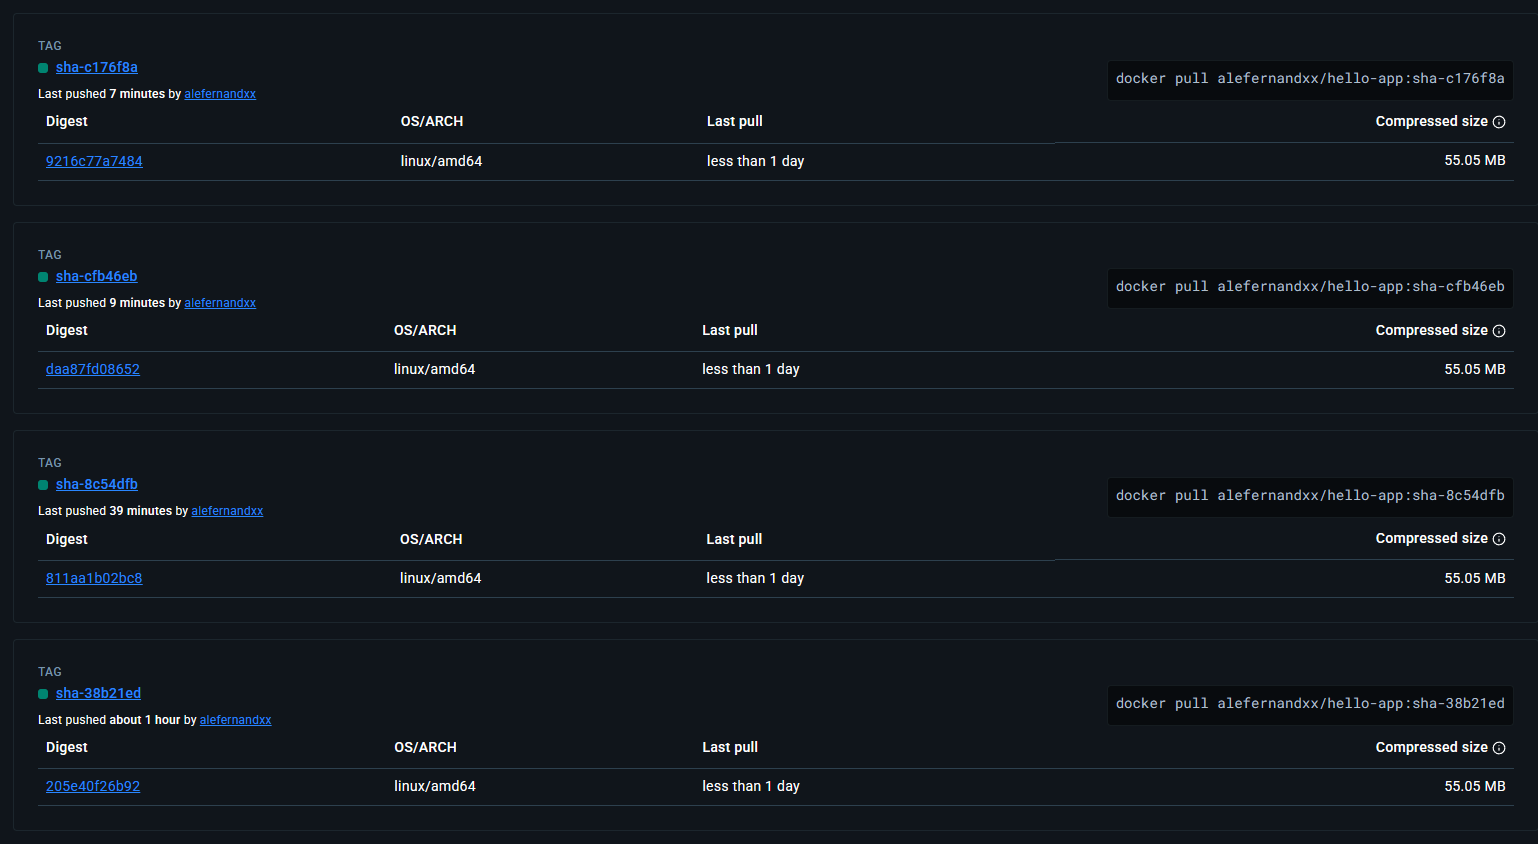 TAG
sha-c176f8a
docker pull alefernandxx/hello-app:sha-c176f8a
Last pushed 7 minutes by alefernandxx
Digest OS/ARCH Last pull Compressed size
9216c77a7484 linux/amd64 less than 1 day 55.05 MB
TAG
sha-cfb46eb
docker pull alefernandxx/hello-app:sha-cfb46eb
Last pushed 9 minutes by alefernandxx
Digest OS/ARCH Last pull Compressed size
daa87fd08652 linux/amd64 less than 1 day 55.05 MB
TAG
sha-8c54dfb
docker pull alefernandxx/hello-app:sha-8c54dfb
Last pushed 39 minutes by alefernandxx
Digest OS/ARCH Last pull Compressed size
811aa1b02bc8 linux/amd64 less than 1 day 55.05 MB
TAG
sha-38b21ed
docker pull alefernandxx/hello-app:sha-38b21ed
Last pushed about 1 hour by alefernandxx
Digest OS/ARCH Last pull Compressed size
205e40f26b92 linux/amd64 less than 1 day 55.05 MB